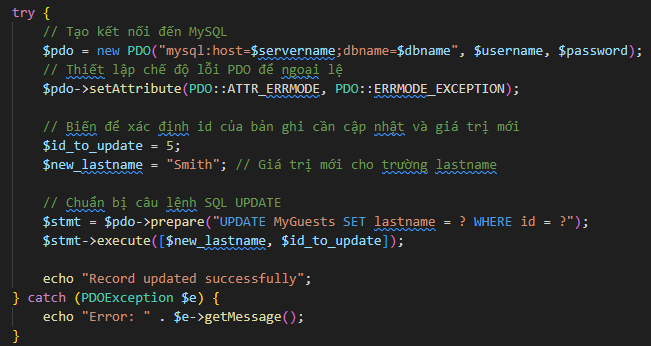 try {
    // Tạo kết nối đến MySQL
    $pdo = new PDO("mysql:host=$servername;dbname=$dbname", $username, $password);
    // Thiết lập chế độ lỗi PDO để ngoại lệ
    $pdo->setAttribute(PDO::ATTR_ERRMODE, PDO::ERRMODE_EXCEPTION);

    // Biến để xác định id của bản ghi cần cập nhật và giá trị mới
    $id_to_update = 5;
    $new_lastname = "Smith"; // Giá trị mới cho trường lastname

    // Chuẩn bị câu lệnh SQL UPDATE
    $stmt = $pdo->prepare("UPDATE MyGuests SET lastname = ? WHERE id = ?");
    $stmt->execute([$new_lastname, $id_to_update]);

    echo "Record updated successfully";
} catch (PDOException $e) {
    echo "Error: " . $e->getMessage();
}